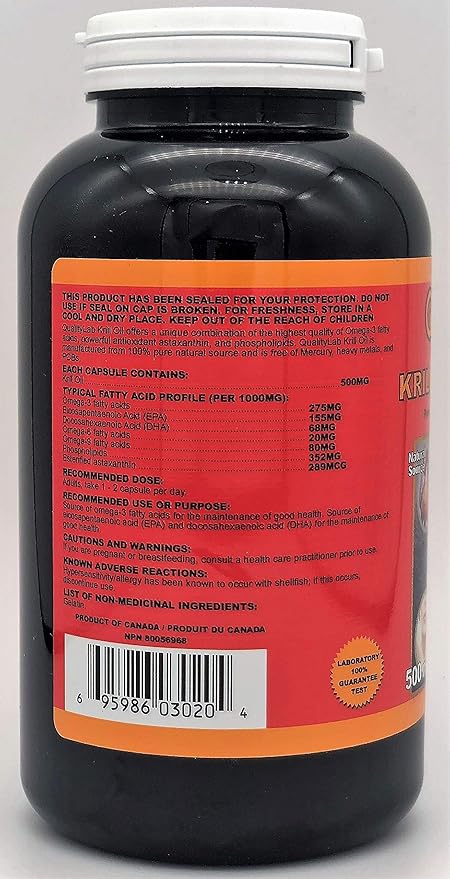 THIS PRODUCT HAS BEEN SEALED FOR YOUR PROTECTION. DO NOT
USE IF SEAL ON CAP IS BROKEN. FOR FRESHNESS, STORE IN A
COOL AND DRY PLACE. KEEP OUT OF THE REACH OF CHILDREN
QualityLab Krill Oil offers a unique combination of the highest quality of Omega-3 fatty
acids, powerful antioxidant astaxanthin, and phospholipids. QualityLab Krill Oil is
manufactured from 100% pure natural source and is free of Mercury, heavy metals, and
PCBs.
EACH CAPSULE CONTAINS:
Krill Oil 500MG
TYPICAL FATTY ACID PROFILE (PER 1000MG):
Omega-3 fatty acids 275MG
Eicosapentaenoic Acid (EPA) 155MG
Docosahexaenoic Acid (DHA) 68MG
Omega-6 fatty acids 20MG
Omega-9 fatty acids 80MG
Phospholipids 352MG
Esterified astaxanthin 289MCG
RECOMMENDED DOSE:
Adults, take 1 - 2 capsule per day.
RECOMMENDED USE OR PURPOSE:
Source of omega-3 fatty acids for the maintenance of good health. Source of
eicosapentaenoic acid (EPA) and docosahexaenoic acid (DHA) for the maintenance of
good health.
CAUTIONS AND WARNINGS:
If you are pregnant or breastfeeding, consult a health care practitioner prior to use.
KNOWN ADVERSE REACTIONS:
Hypersensitivity/allergy has been known to occur with shellfish; if this occurs,
discontinue use.
LIST OF NON-MEDICINAL INGREDIENTS:
Gelatin
PRODUCT OF CANADA / PRODUIT DU CANADA
NPN 80056968
6 95986 03020 4
LABORATORY
100%
GUARANTEE
TEST
KRIL
Natura
500